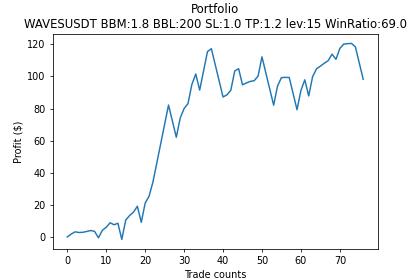 Portfolio
WAVESUSDT BBM:1.8 BBL:200 SL:1.0 TP:1.2 lev:15 WinRatio:69.0
120
100
80
60
40
20
0
Profit ($)
0 10 20 30 40 50 60 70
Trade counts